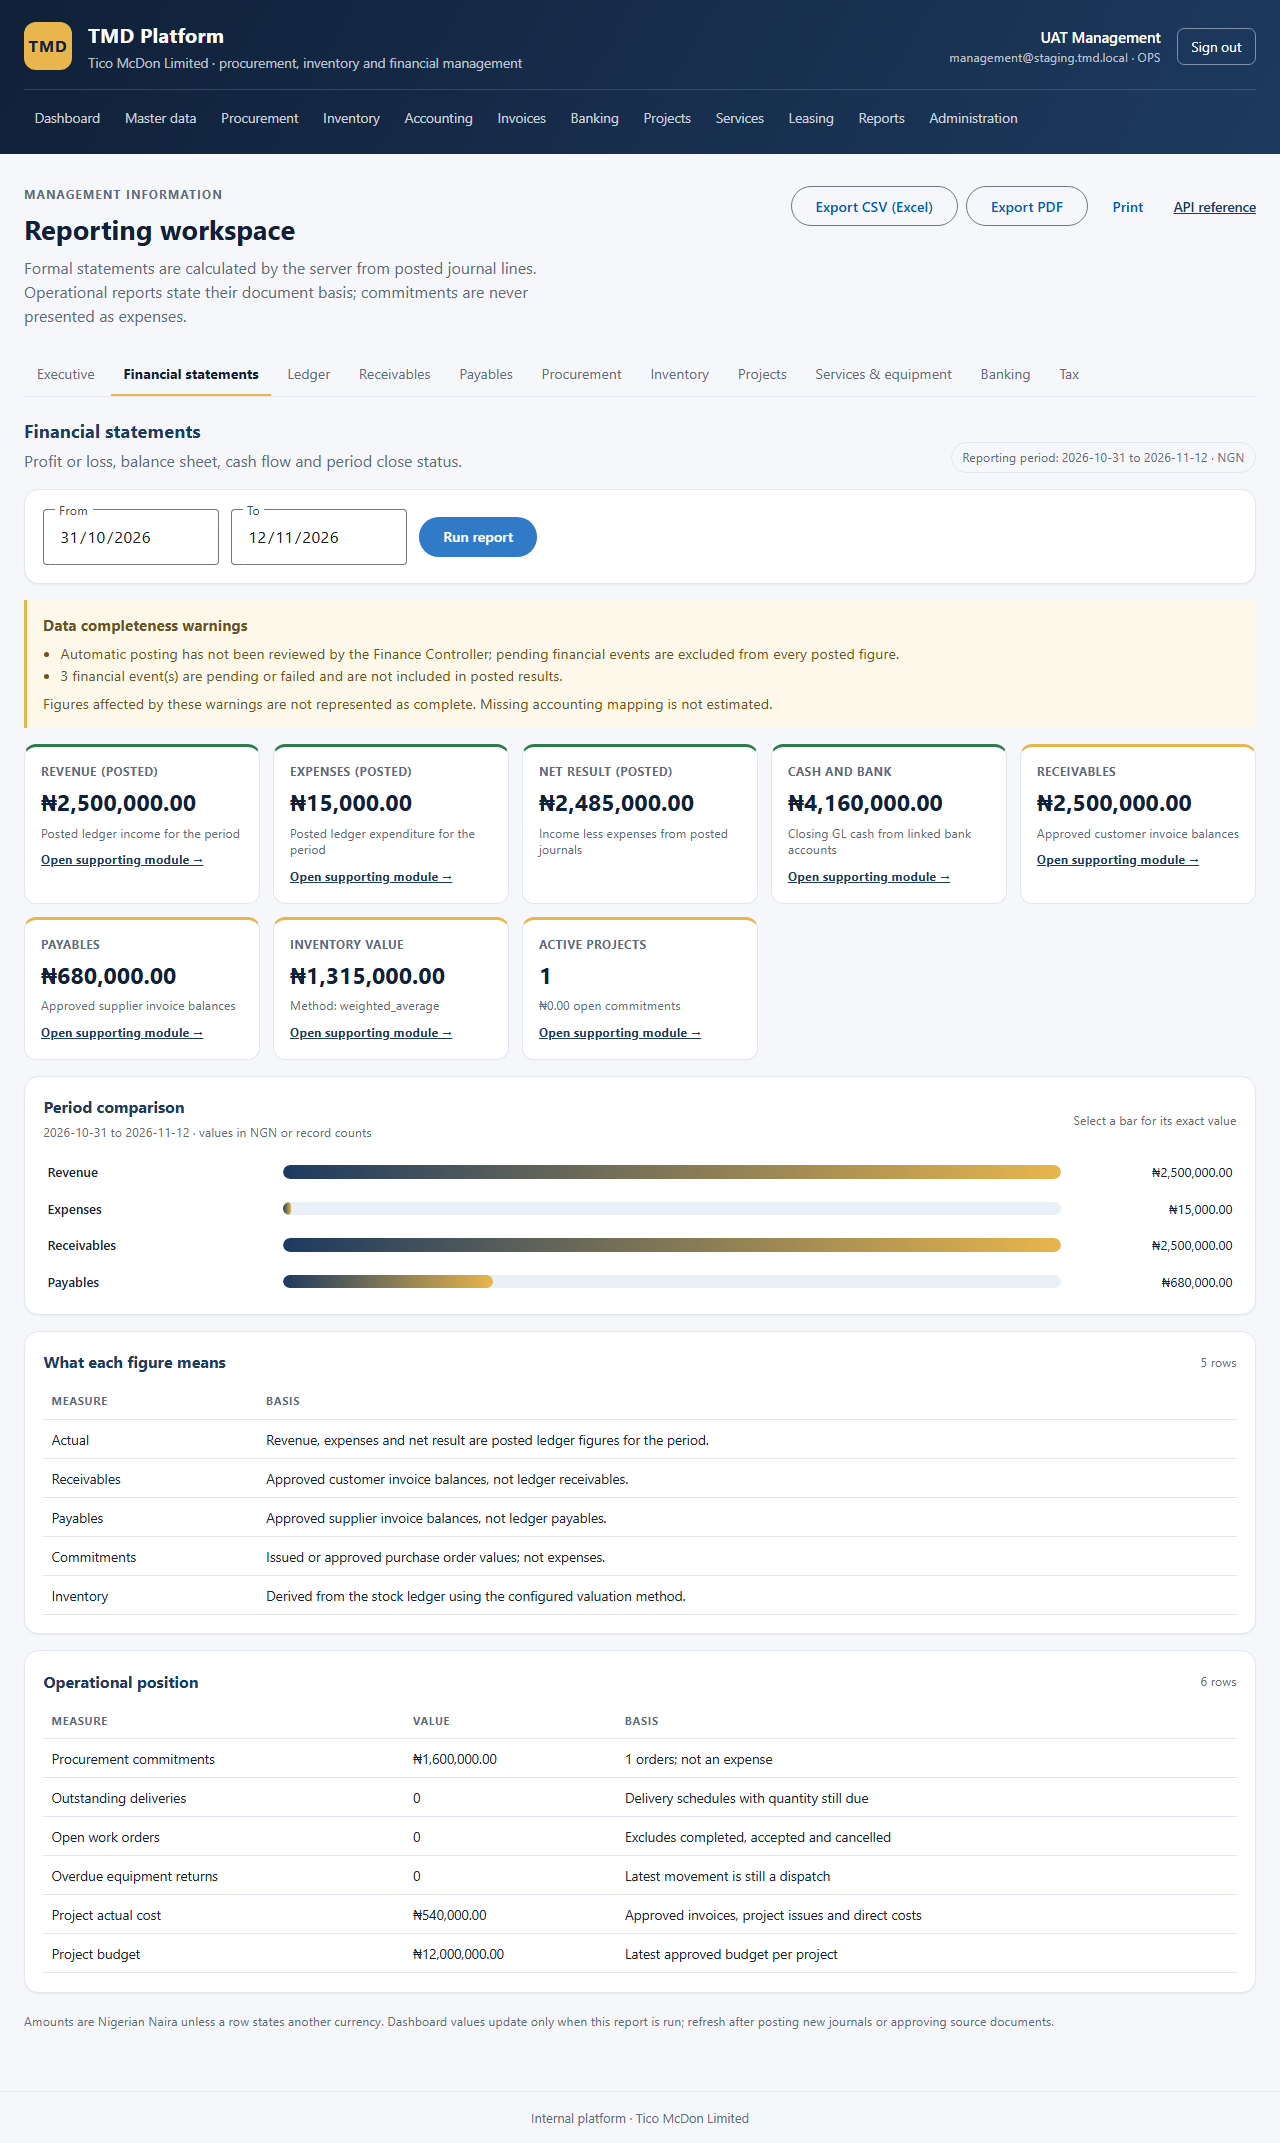 TMD
TMD Platform
Tico McDon Limited · procurement, inventory and financial management
UAT Management
management@staging.tmd.local · OPS
Sign out
Dashboard Master data Procurement Inventory Accounting Invoices Banking Projects Services Leasing Reports Administration
MANAGEMENT INFORMATION
Reporting workspace
Formal statements are calculated by the server from posted journal lines.
Operational reports state their document basis; commitments are never
presented as expenses.
Export CSV (Excel) Export PDF Print API reference
Executive Financial statements Ledger Receivables Payables Procurement Inventory Projects Services & equipment Banking Tax
Financial statements
Profit or loss, balance sheet, cash flow and period close status.
Reporting period: 2026-10-31 to 2026-11-12 · NGN
From
31/10/2026
To
12/11/2026
Run report
Data completeness warnings
• Automatic posting has not been reviewed by the Finance Controller; pending financial events are excluded from every posted figure.
• 3 financial event(s) are pending or failed and are not included in posted results.
Figures affected by these warnings are not represented as complete. Missing accounting mapping is not estimated.
REVENUE (POSTED)
₦2,500,000.00
Posted ledger income for the period
Open supporting module →
EXPENSES (POSTED)
₦15,000.00
Posted ledger expenditure for the
period
Open supporting module →
NET RESULT (POSTED)
₦2,485,000.00
Income less expenses from posted
journals
CASH AND BANK
₦4,160,000.00
Closing GL cash from linked bank
accounts
Open supporting module →
RECEIVABLES
₦2,500,000.00
Approved customer invoice balances
Open supporting module →
PAYABLES
₦680,000.00
Approved supplier invoice balances
Open supporting module →
INVENTORY VALUE
₦1,315,000.00
Method: weighted_average
Open supporting module →
ACTIVE PROJECTS
1
₦0.00 open commitments
Open supporting module →
Period comparison
2026-10-31 to 2026-11-12 · values in NGN or record counts
Select a bar for its exact value
Revenue ₦2,500,000.00
Expenses ₦15,000.00
Receivables ₦2,500,000.00
Payables ₦680,000.00
What each figure means
5 rows
MEASURE BASIS
Actual Revenue, expenses and net result are posted ledger figures for the period.
Receivables Approved customer invoice balances, not ledger receivables.
Payables Approved supplier invoice balances, not ledger payables.
Commitments Issued or approved purchase order values; not expenses.
Inventory Derived from the stock ledger using the configured valuation method.
Operational position
6 rows
MEASURE VALUE BASIS
Procurement commitments ₦1,600,000.00 1 orders; not an expense
Outstanding deliveries 0 Delivery schedules with quantity still due
Open work orders 0 Excludes completed, accepted and cancelled
Overdue equipment returns 0 Latest movement is still a dispatch
Project actual cost ₦540,000.00 Approved invoices, project issues and direct costs
Project budget ₦12,000,000.00 Latest approved budget per project
Amounts are Nigerian Naira unless a row states another currency. Dashboard values update only when this report is run; refresh after posting new journals or approving source documents.
Internal platform · Tico McDon Limited